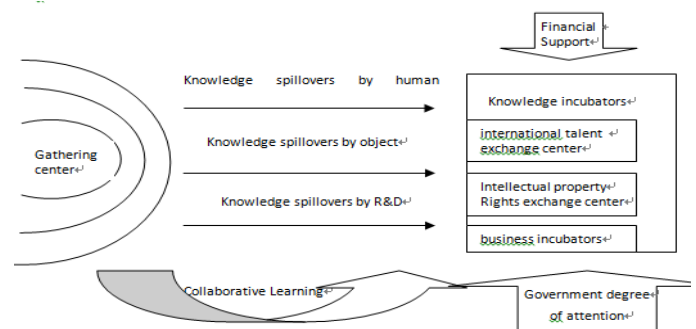 Financial
Support
Knowledge spillovers by human
Knowledge incubators
Knowledge spillovers by object
international talent
exchange center
Gathering
center
Intellectual property
Rights exchange center
Knowledge spillovers by R&D
business incubators
Collaborative Learning
Government degree
of attention